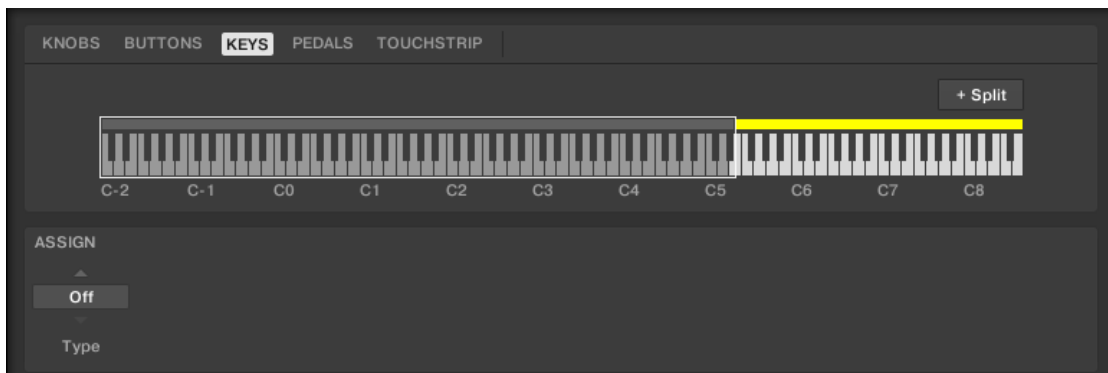 KNOBS BUTTONS KEYS PEDALS TOUCHSTRIP
+ Split
C-2 C-1 C0 C1 C2 C3 C4 C5 C6 C7 C8
ASSIGN
Off
Type